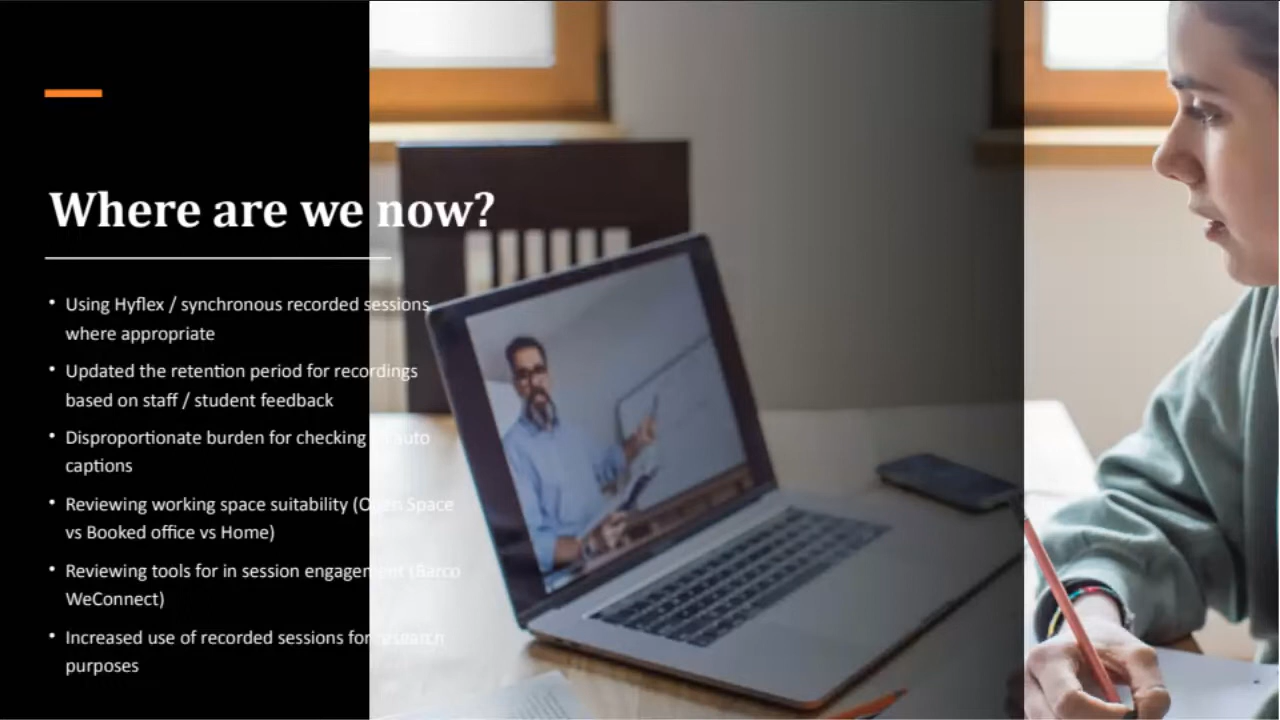 Where are we now?
• Using Hyflex / synchronous recorded sessions
where appropriate
• Updated the retention period for recordings
based on staff / student feedback
• Disproportionate burden for checking auto
captions
• Reviewing working space suitability (Open Space
vs Booked office vs Home)
• Reviewing tools for in session engagement (Barco
WeConnect)
• Increased use of recorded sessions for research
purposes